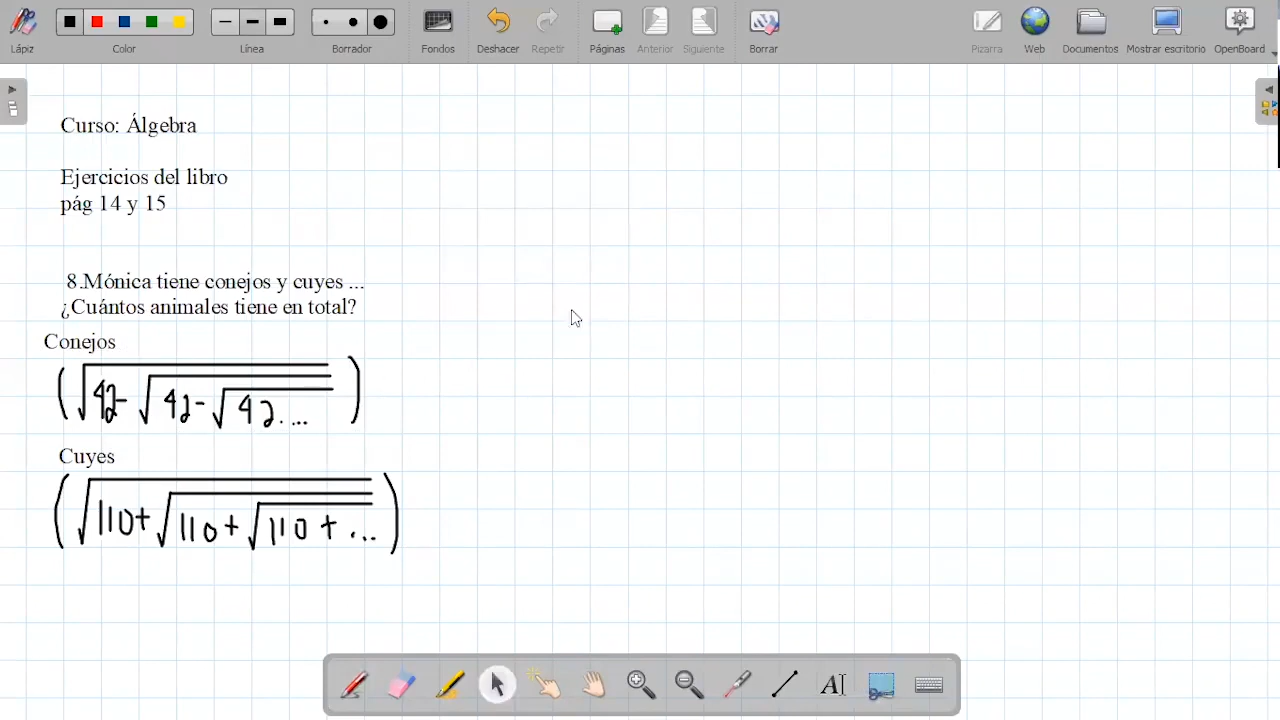 Lápiz Color Línea Borrador Fondos Deshacer Repetir Páginas Anterior Siguiente Borrar Pizarra Web Documentos Mostrar escritorio OpenBoard
Curso: Álgebra
Ejercicios del libro
pág 14 y 15
8.Mónica tiene conejos y cuyes ...
¿Cuántos animales tiene en total?
Conejos
(√42-√42-√42. ...)
Cuyes
(√110+√110+√110+...)
AI